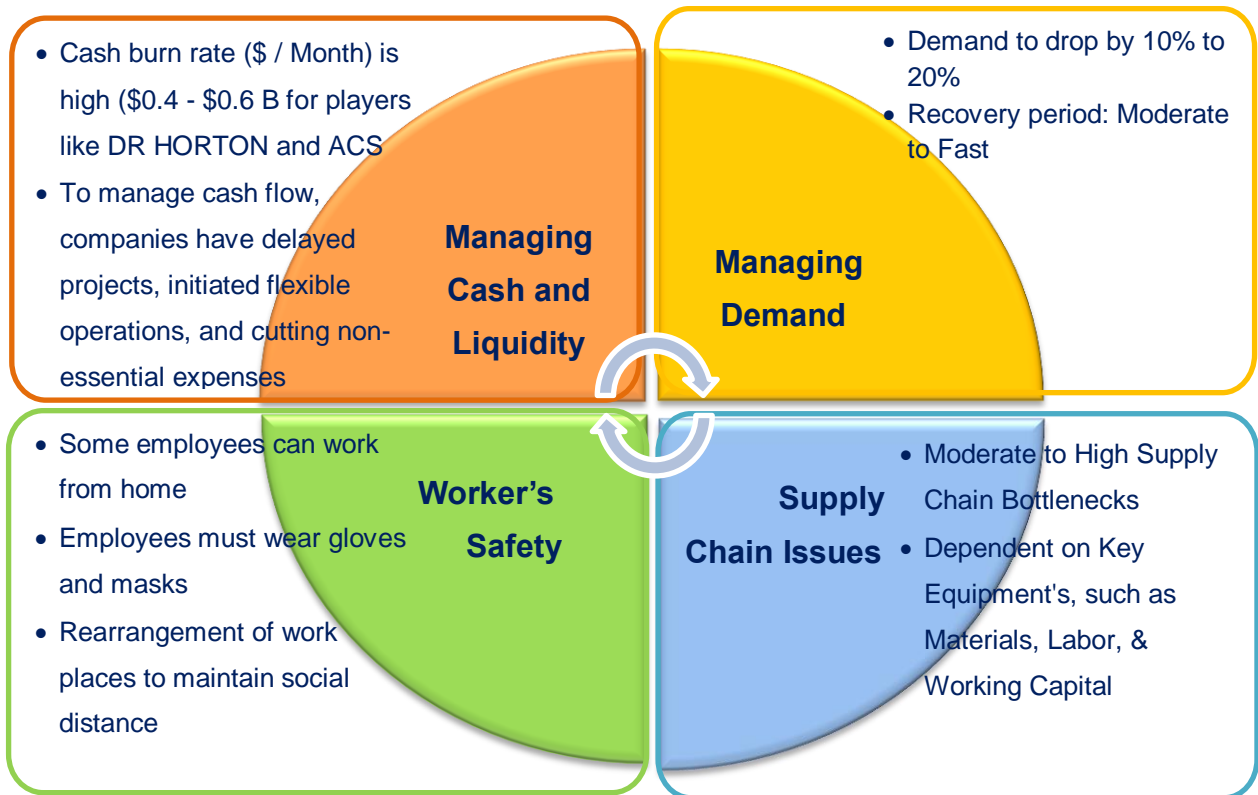 • Cash burn rate ($ / Month) is
high ($0.4 - $0.6 B for players
like DR HORTON and ACS
• To manage cash flow,
companies have delayed
projects, initiated flexible
operations, and cutting non-
essential expenses
Managing
Cash and
Liquidity
• Demand to drop by 10% to
20%
• Recovery period: Moderate
to Fast
Managing
Demand
• Some employees can work
from home
• Employees must wear gloves
and masks
• Rearrangement of work
places to maintain social
distance
Worker’s
Safety
Supply
Chain Issues
• Moderate to High Supply
Chain Bottlenecks
• Dependent on Key
Equipment's, such as
Materials, Labor, &
Working Capital